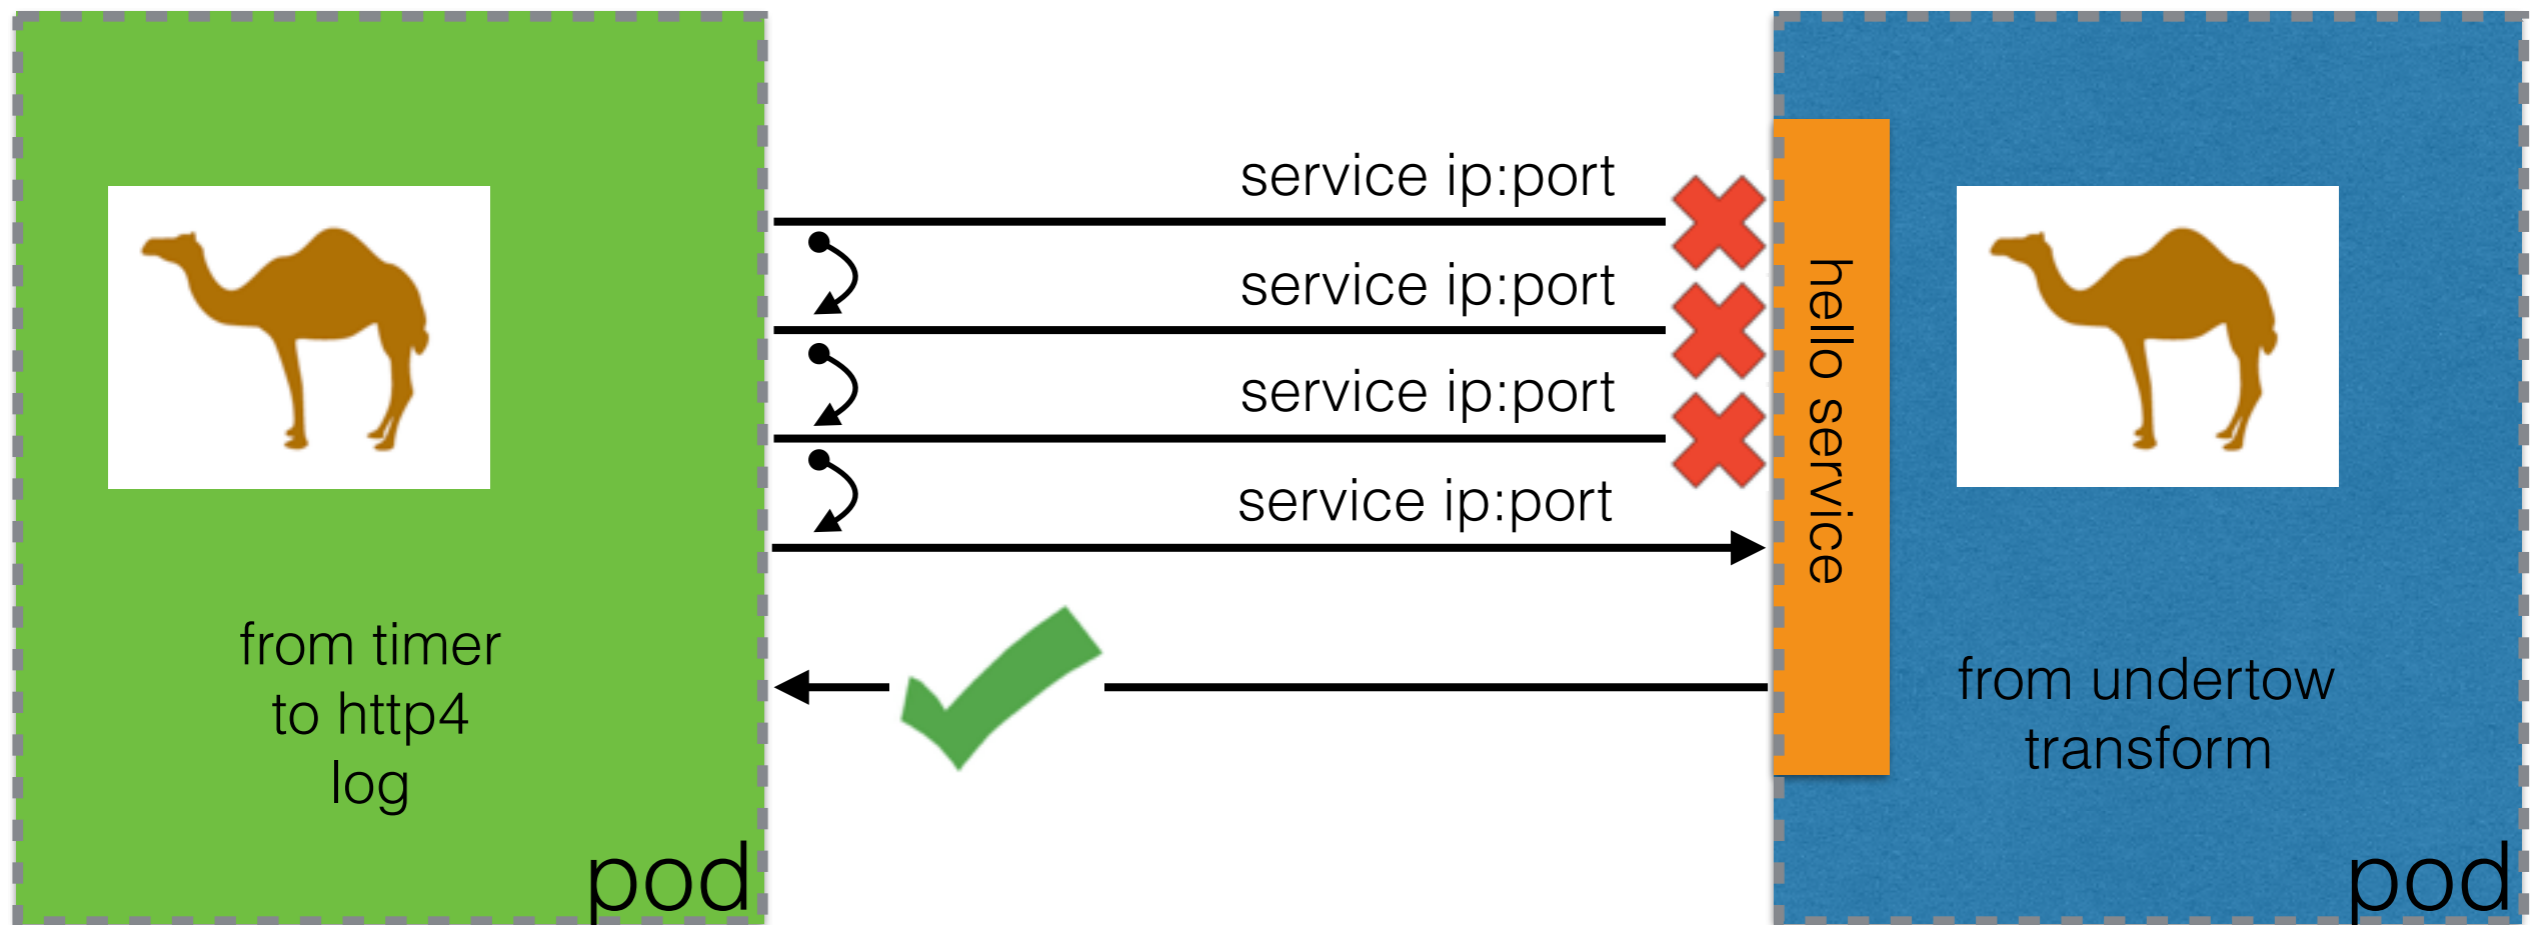 service ip:port
service ip:port
service ip:port
service ip:port
hello service
from timer
to http4
log
pod
from undertow
transform
pod